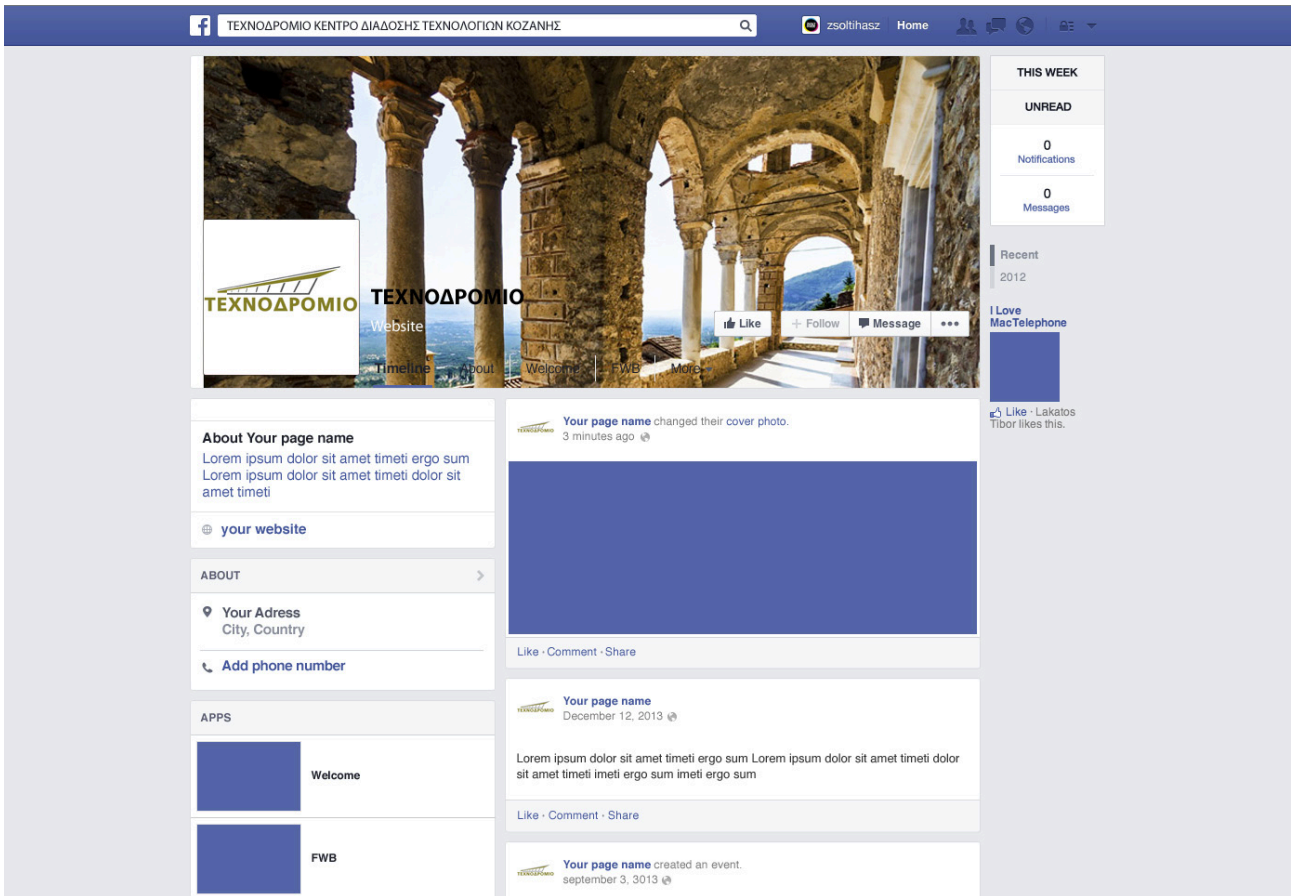 ΤΕΧΝΟΔΡΟΜΙΟ ΚΕΝΤΡΟ ΔΙΑΔΟΣΗΣ ΤΕΧΝΟΛΟΓΙΩΝ ΚΟΖΑΝΗΣ
zsoltihasz Home
THIS WEEK
UNREAD
0
Notifications
0
Messages
Recent
2012
I Love
MacTelephone
Like · Lakatos
Tibor likes this.
ΤΕΧΝΟΔΡΟΜΙΟ
ΤΕΧΝΟΔΡΟΜΙΟ
Website
Like + Follow Message
Timeline About Welcome FWB More
About Your page name
Lorem ipsum dolor sit amet timeti ergo sum
Lorem ipsum dolor sit amet timeti dolor sit
amet timeti
your website
ABOUT
Your Adress
City, Country
Add phone number
APPS
Welcome
FWB
ΤΕΧΝΟΔΡΟΜΙΟ
Your page name changed their cover photo.
3 minutes ago
Like · Comment · Share
ΤΕΧΝΟΔΡΟΜΙΟ
Your page name
December 12, 2013
Lorem ipsum dolor sit amet timeti ergo sum Lorem ipsum dolor sit amet timeti dolor
sit amet timeti imeti ergo sum imeti ergo sum
Like · Comment · Share
ΤΕΧΝΟΔΡΟΜΙΟ
Your page name created an event.
september 3, 3013